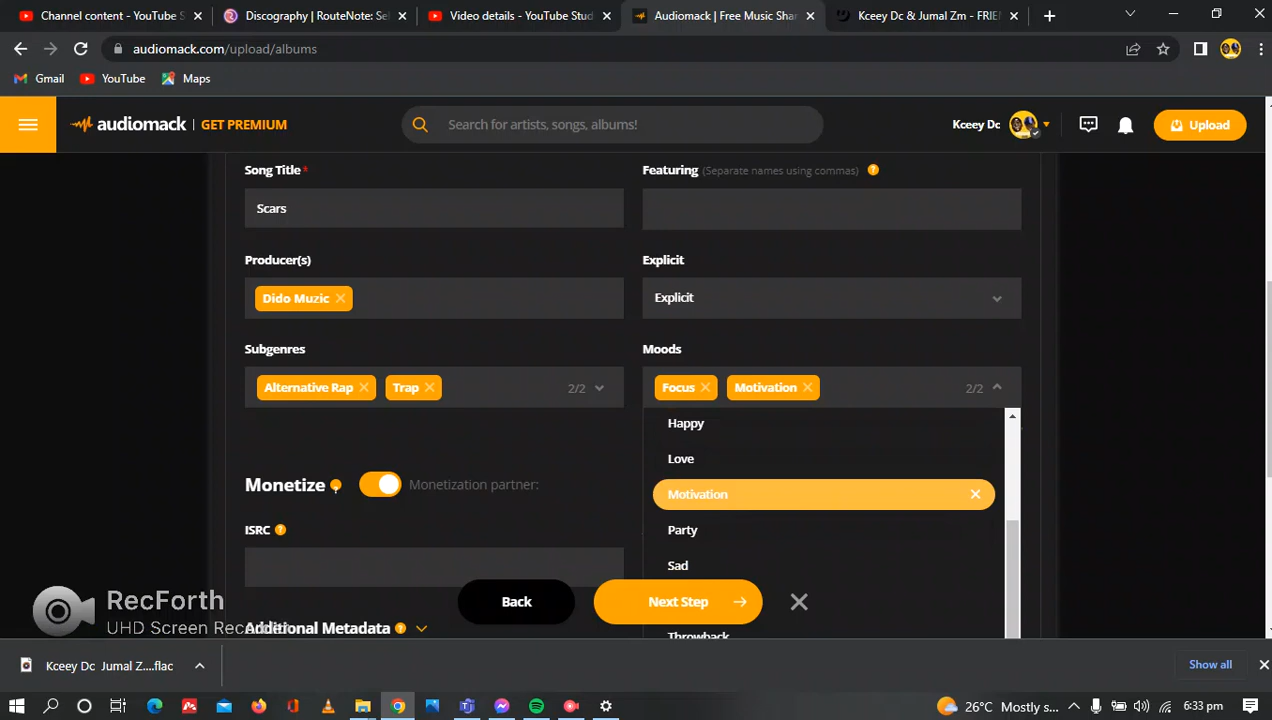 Channel content - YouTube S
Discography | RouteNote: Sel
Video details - YouTube Stud
Audiomack | Free Music Shar
Kceey Dc & Jumal Zm - FRIE
audiomack.com/upload/albums
Gmail
YouTube
Maps
audiomack
GET PREMIUM
Search for artists, songs, albums!
Kceey Dc
Upload
Song Title*
Featuring (Separate names using commas) ?
Scars
Producer(s)
Explicit
Dido Muzic ×
Explicit
Subgenres
Moods
Alternative Rap × Trap × 2/2
Focus × Motivation × 2/2
Happy
Love
Motivation ×
Party
Sad
Throwback
Monetize
Monetization partner:
ISRC ?
Back
Next Step →
RecForth
UHD Screen Recorder
Additional Metadata ?
Kceey Dc Jumal Z....flac
Show all
26°C Mostly s...
6:33 pm